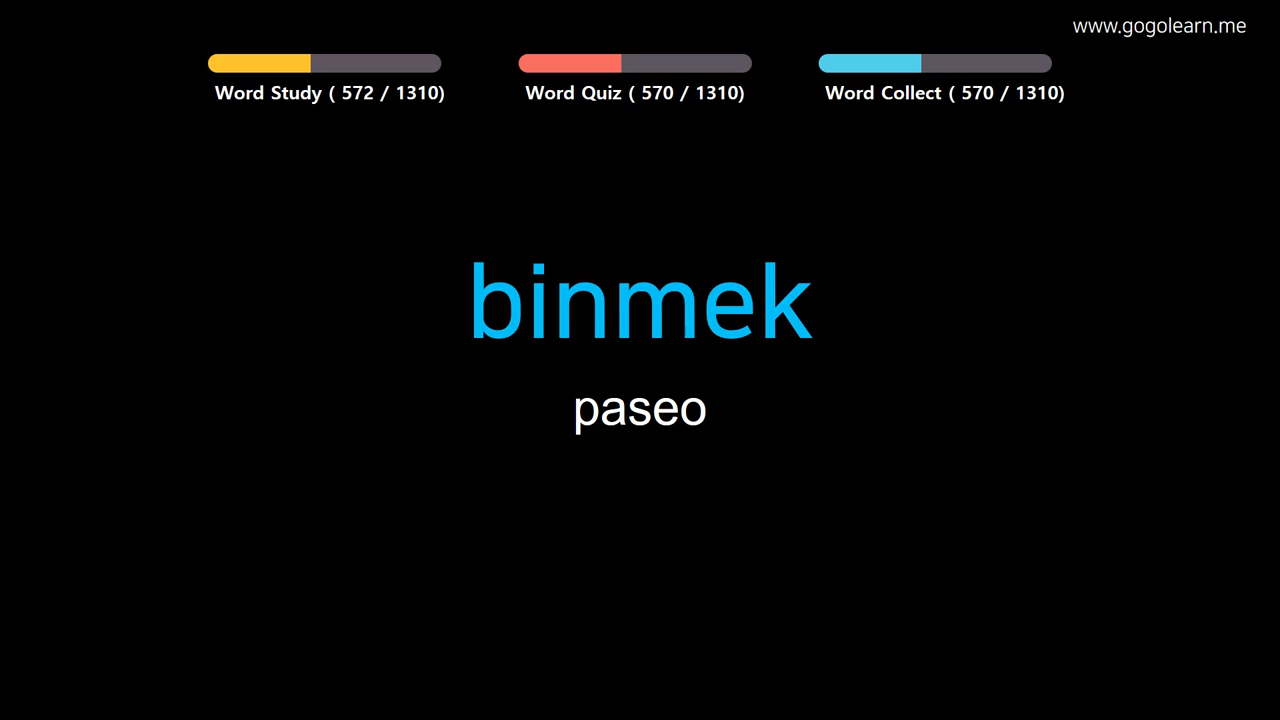 www.gogolearn.me
Word Study ( 572 / 1310)
Word Quiz ( 570 / 1310)
Word Collect ( 570 / 1310)
binmek
paseo